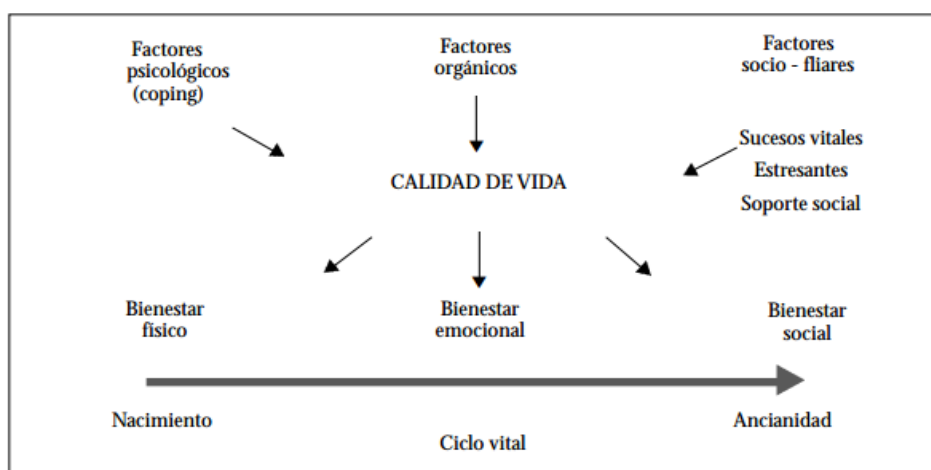 Factores
psicológicos
(coping)
Factores
orgánicos
Factores
socio - fliares
Sucesos vitales
Estresantes
Soporte social
CALIDAD DE VIDA
Bienestar
físico
Bienestar
emocional
Bienestar
social
Nacimiento
Ancianidad
Ciclo vital